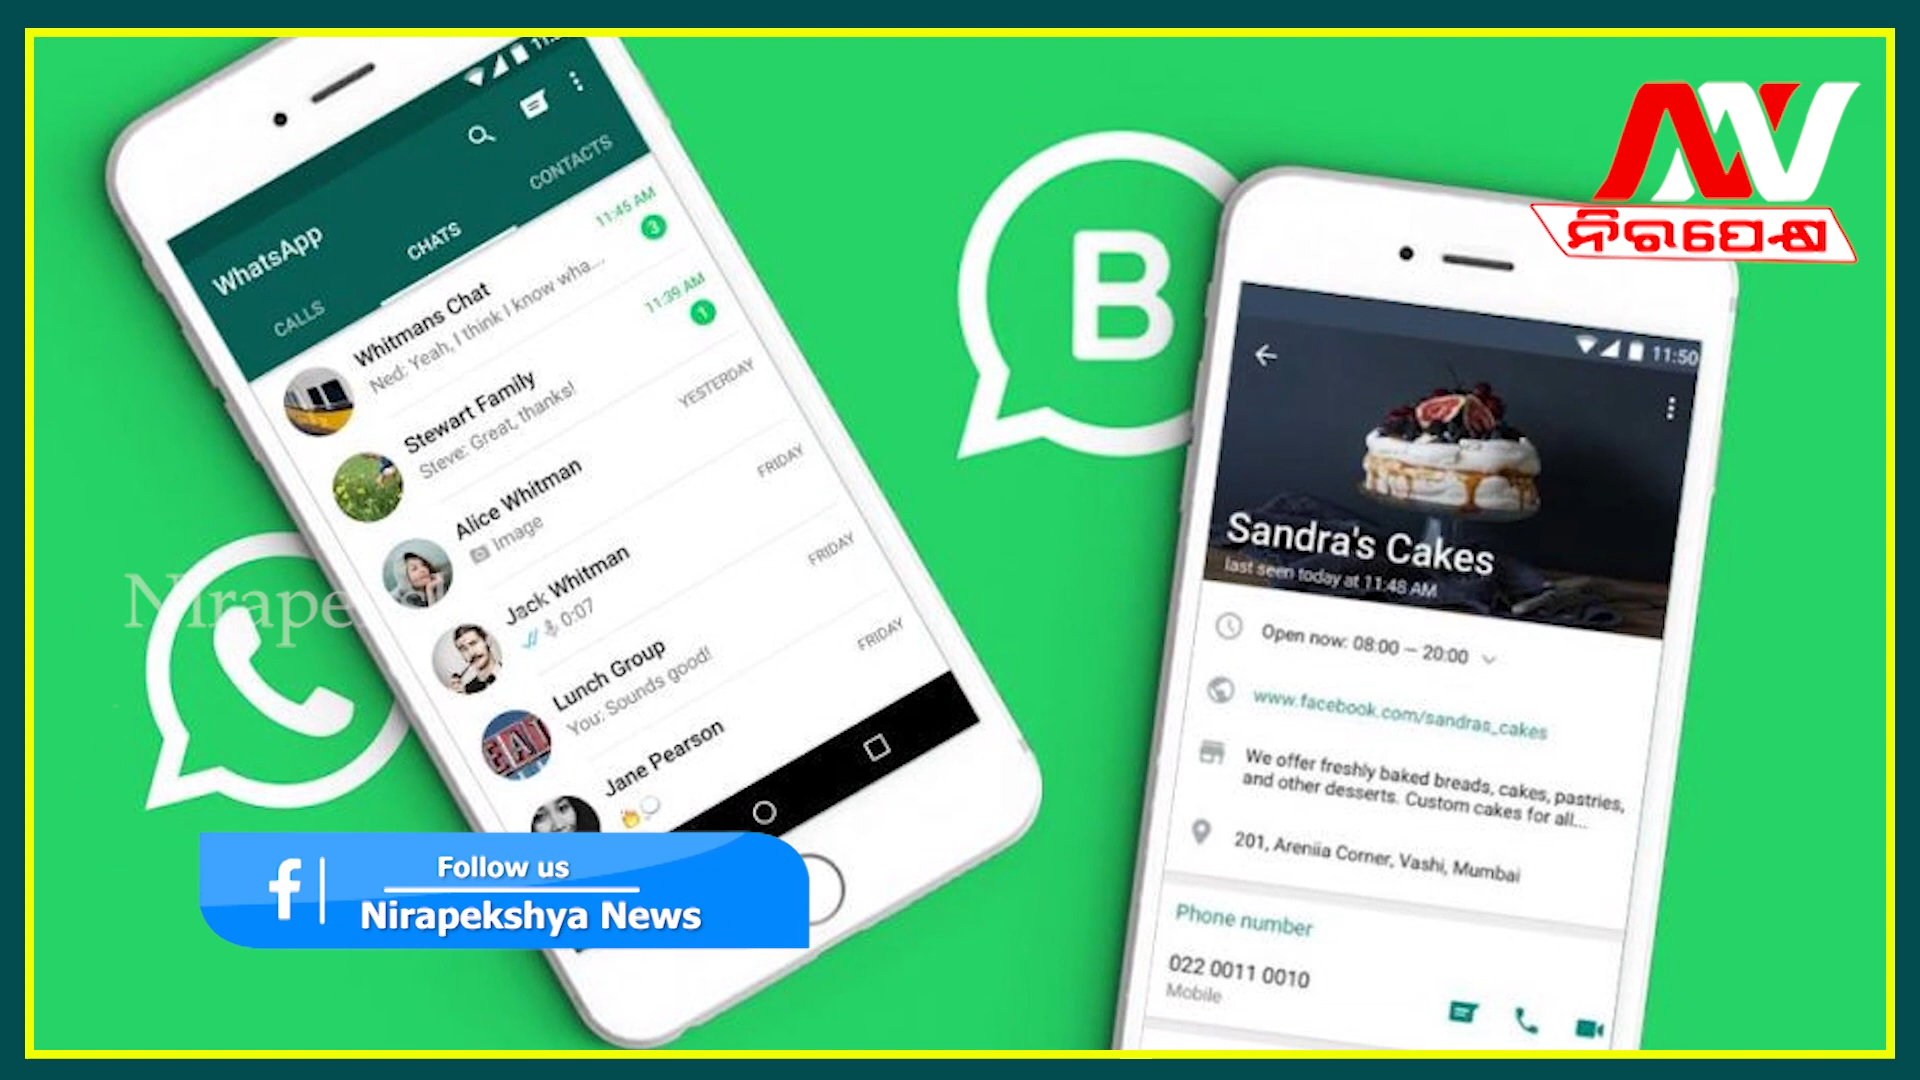 WhatsApp
CALLS
CHATS
CONTACTS
Whitmans Chat
11:45 AM
Ned: Yeah, I think I know wha...
3
Stewart Family
11:39 AM
Steve: Great, thanks!
1
Alice Whitman
YESTERDAY
Image
Jack Whitman
FRIDAY
0:07
Lunch Group
FRIDAY
You: Sounds good!
EAT
Jane Pearson
FRIDAY
B
ନିରପେକ୍ଷ
11:50
Sandra's Cakes
last seen today at 11:48 AM
Open now: 08:00 – 20:00
www.facebook.com/sandras_cakes
We offer freshly baked breads, cakes, pastries,
and other desserts. Custom cakes for all...
201, Areniia Corner, Vashi, Mumbai
Phone number
022 0011 0010
Mobile
f
Follow us
Nirapekshya News